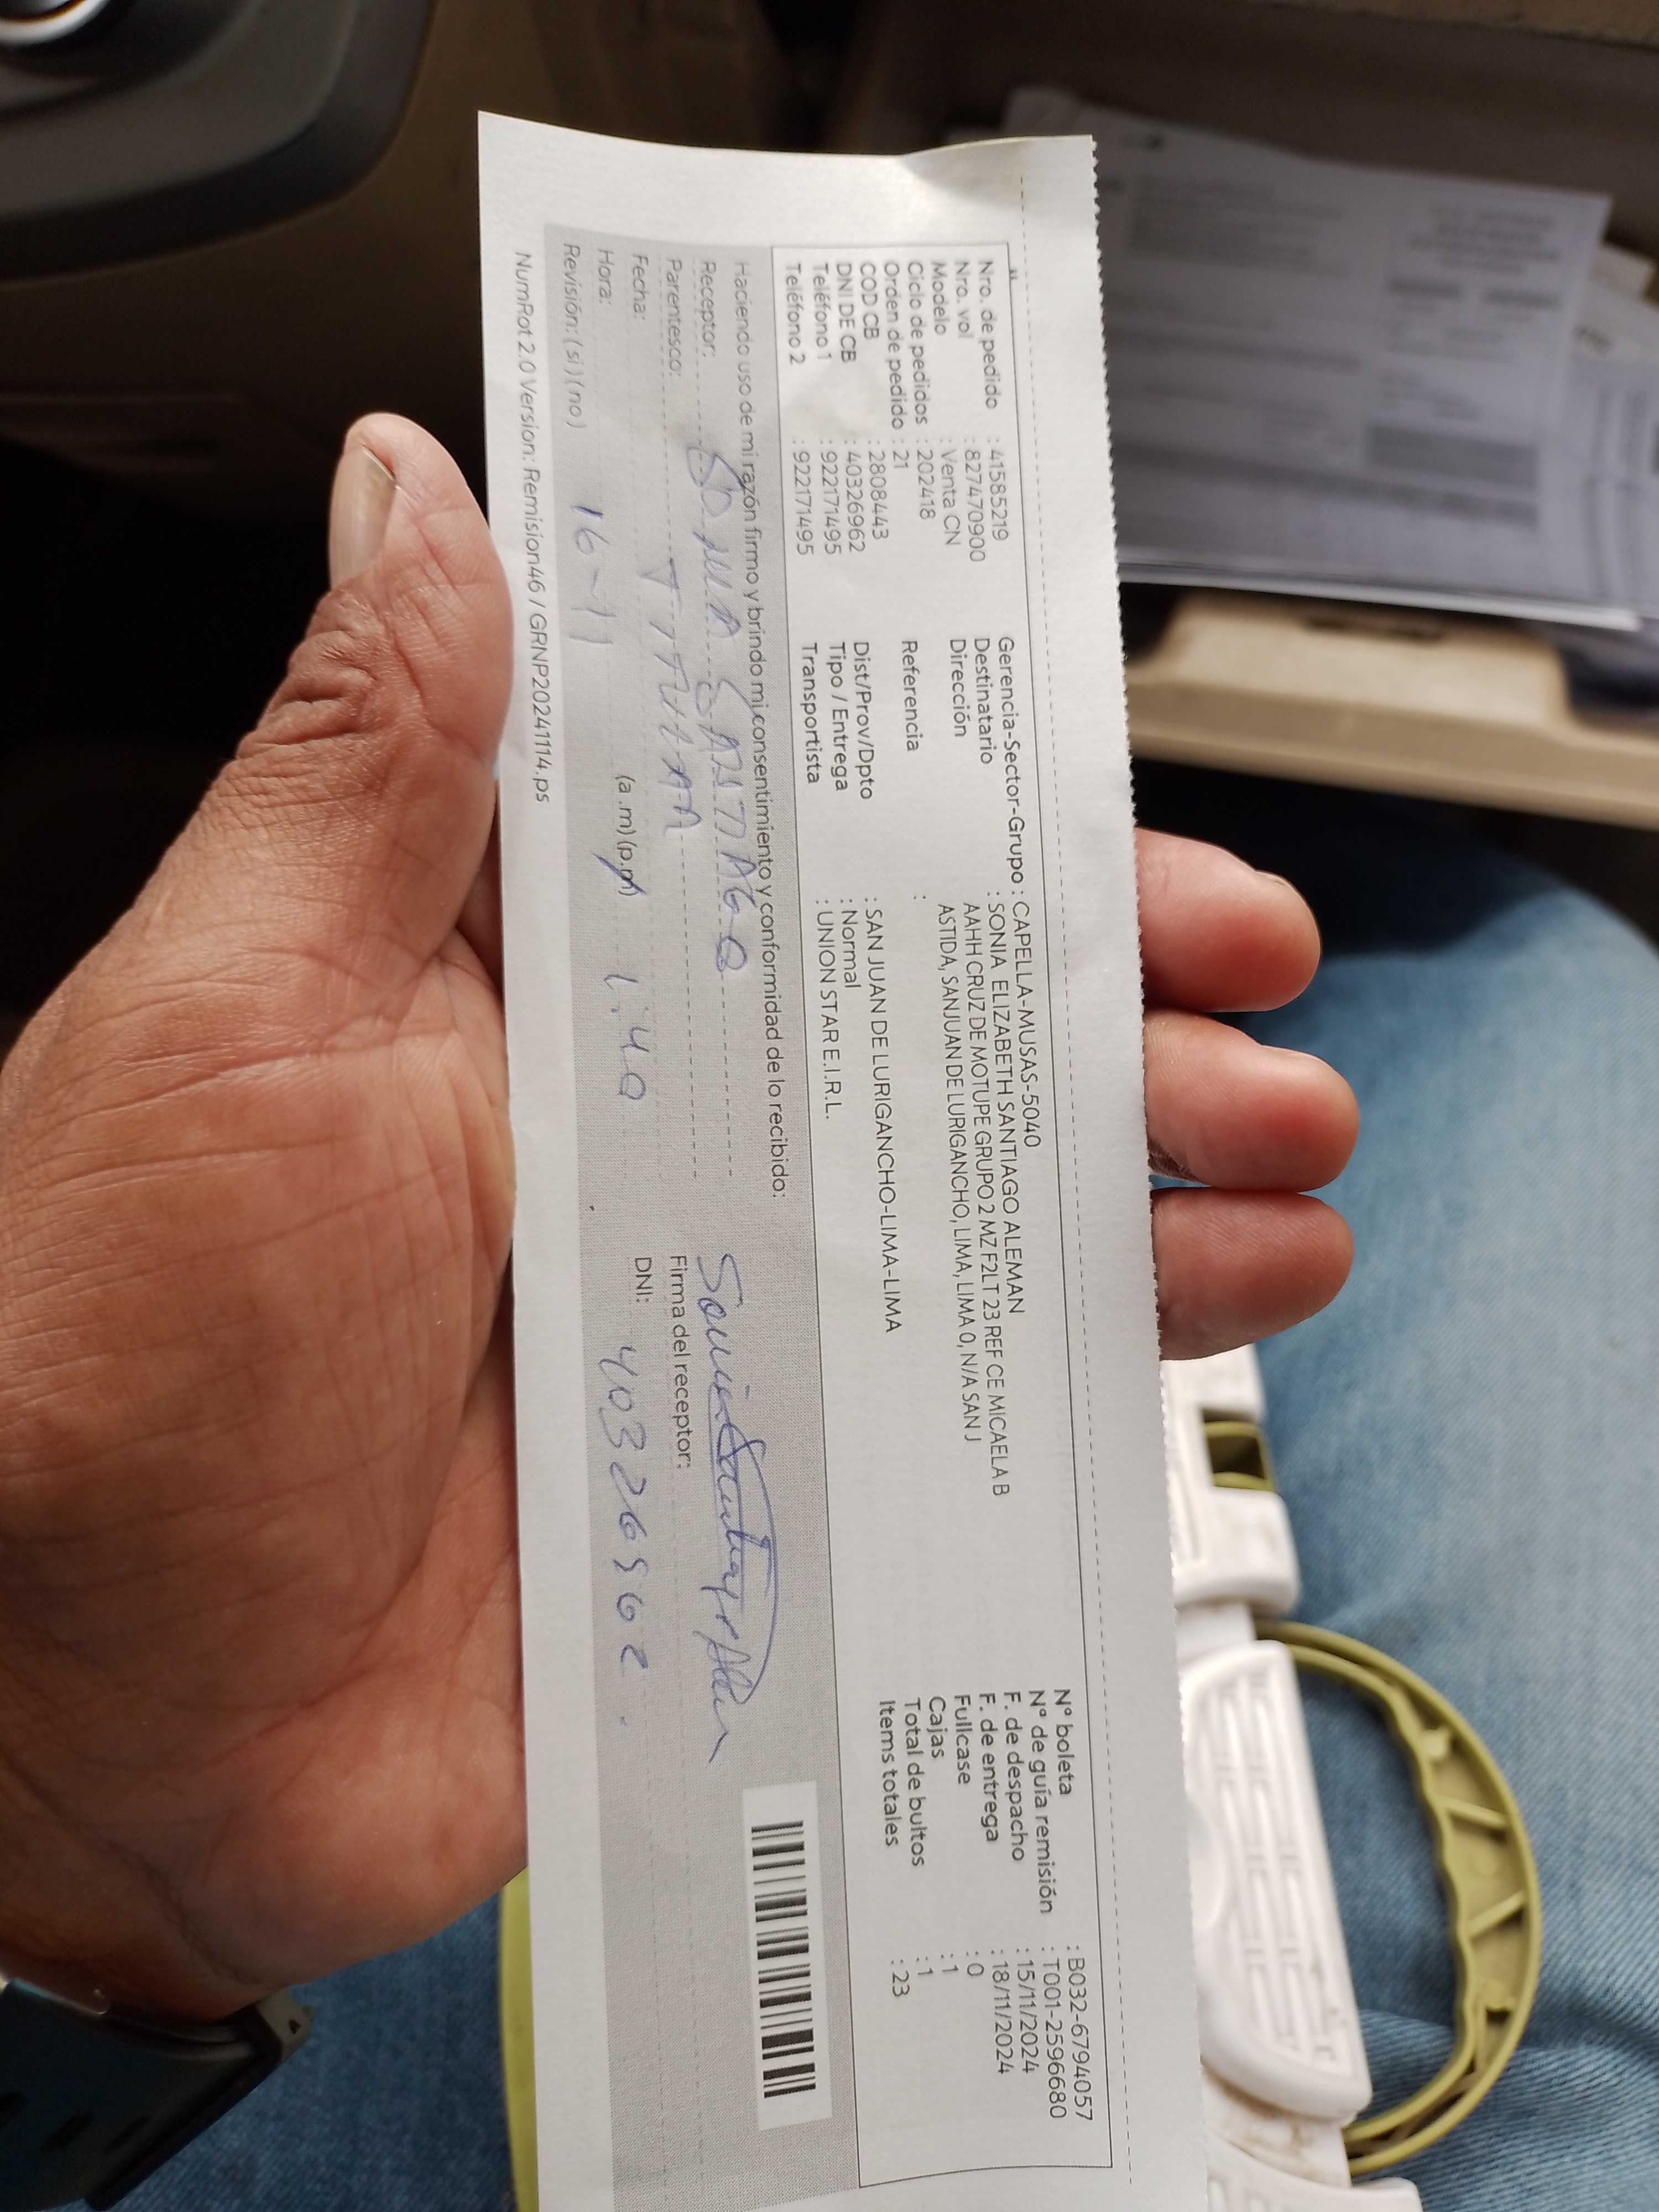 Nro. de pedido : 41585219
Nro. vol : 827470900
Modelo : Venta CN
Ciclo de pedidos : 202418
Orden de pedido : 21
COD CB : 2808443
DNI DE CB : 40326962
Teléfono 1 : 922171495
Teléfono 2 : 922171495
Gerencia-Sector-Grupo : CAPELLA-MUSAS-5040
Destinatario : SONIA ELIZABETH SANTIAGO ALEMAN
Dirección AAHH CRUZ DE MOTUPE GRUPO 2 MZ F2LT 23 REF CE MICAELA B
ASTIDA, SANJUAN DE LURIGANCHO, LIMA, LIMA 0, N/A SAN J
Referencia :
Dist/Prov/Dpto : SAN JUAN DE LURIGANCHO-LIMA-LIMA
Tipo / Entrega : Normal
Transportista : UNION STAR E.I.R.L.
N° boleta : B032-6794057
N° de guía remisión : T001-2596680
F. de despacho : 15/11/2024
F. de entrega : 18/11/2024
Fullcase : 0
Cajas : 1
Total de bultos : 1
Items totales : 23
Haciendo uso de mi razón firmo y brindo mi consentimiento y conformidad de lo recibido:
Receptor: SONIA SANTIAGO
Parentesco:
Fecha: 16-11
Hora: (a.m)(p.m) 1:40
Revisión: (si) (no)
Firma del receptor:
DNI: 40326962.
NumRot 2.0 Version: Remision46 / GRNP20241114.ps